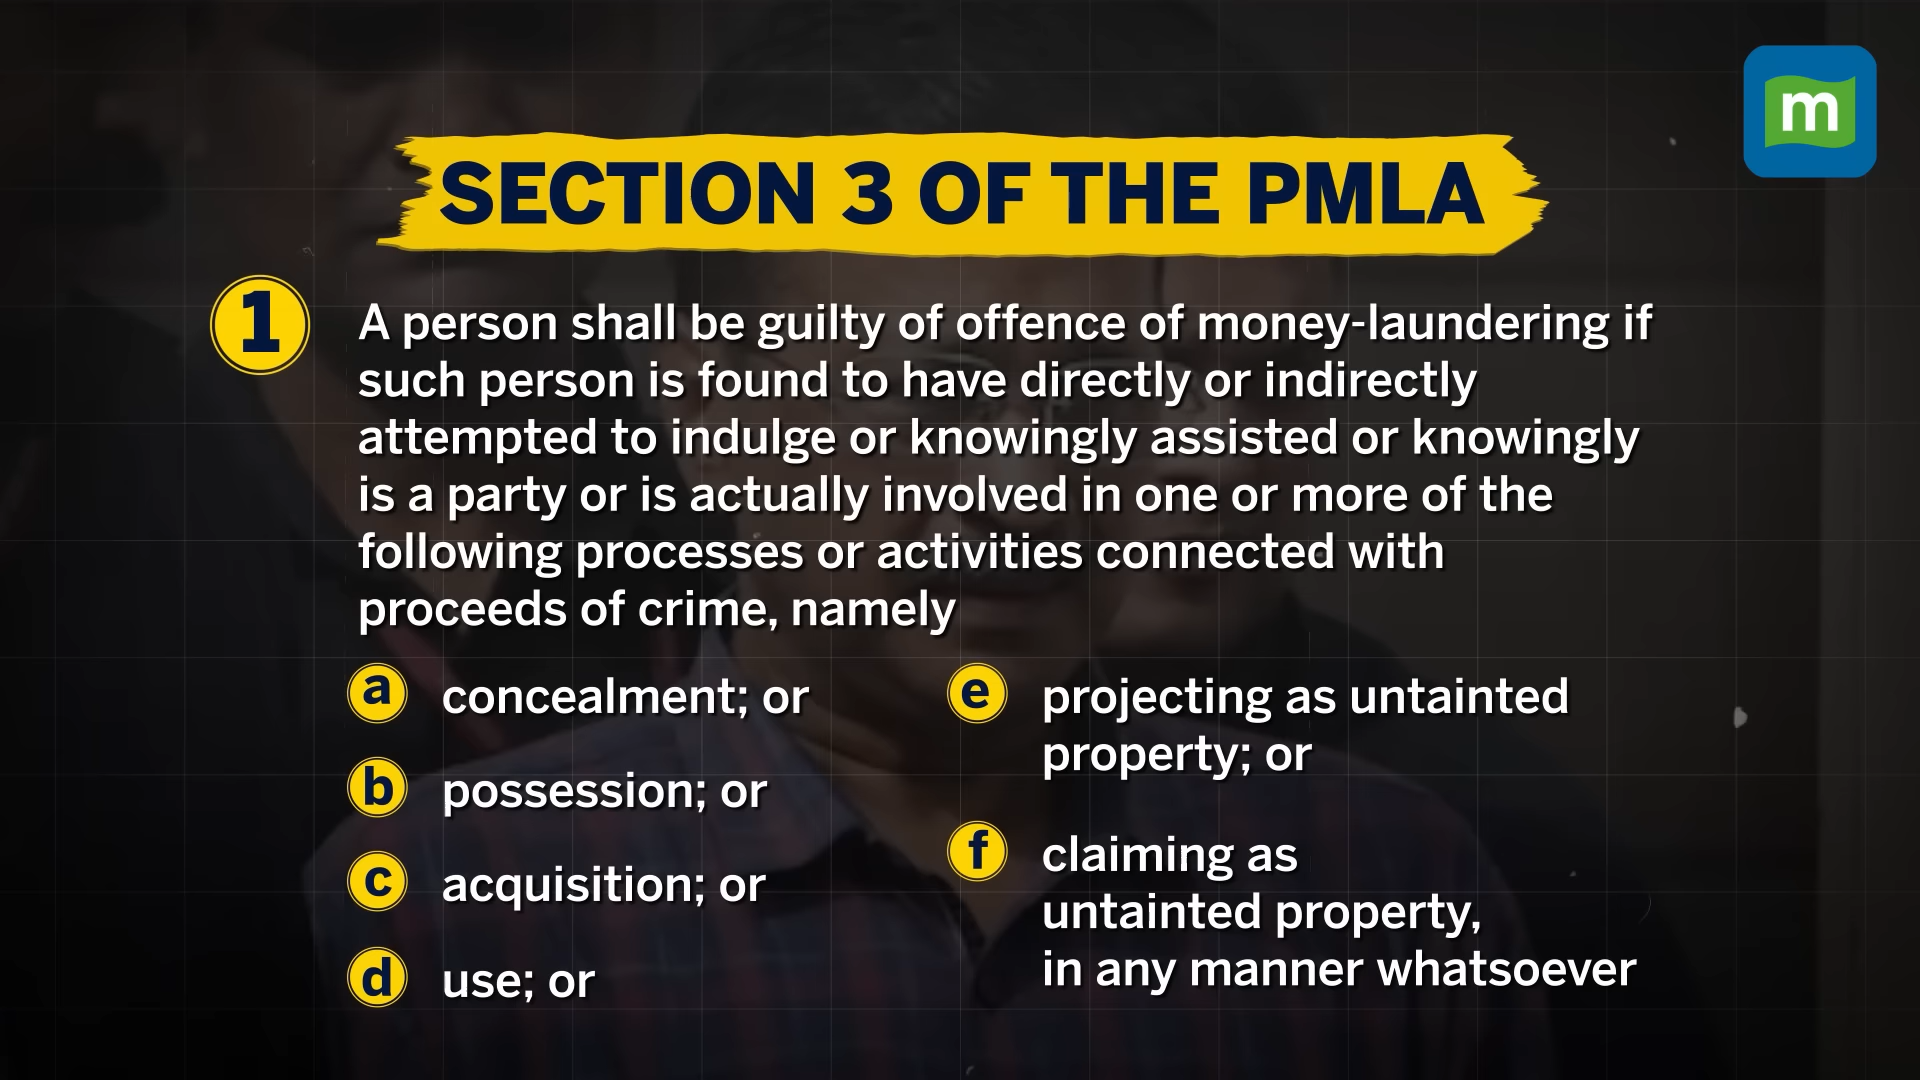 m
SECTION 3 OF THE PMLA
1
A person shall be guilty of offence of money-laundering if
such person is found to have directly or indirectly
attempted to indulge or knowingly assisted or knowingly
is a party or is actually involved in one or more of the
following processes or activities connected with
proceeds of crime, namely
a concealment; or
b possession; or
c acquisition; or
d use; or
e projecting as untainted
property; or
f claiming as
untainted property,
in any manner whatsoever